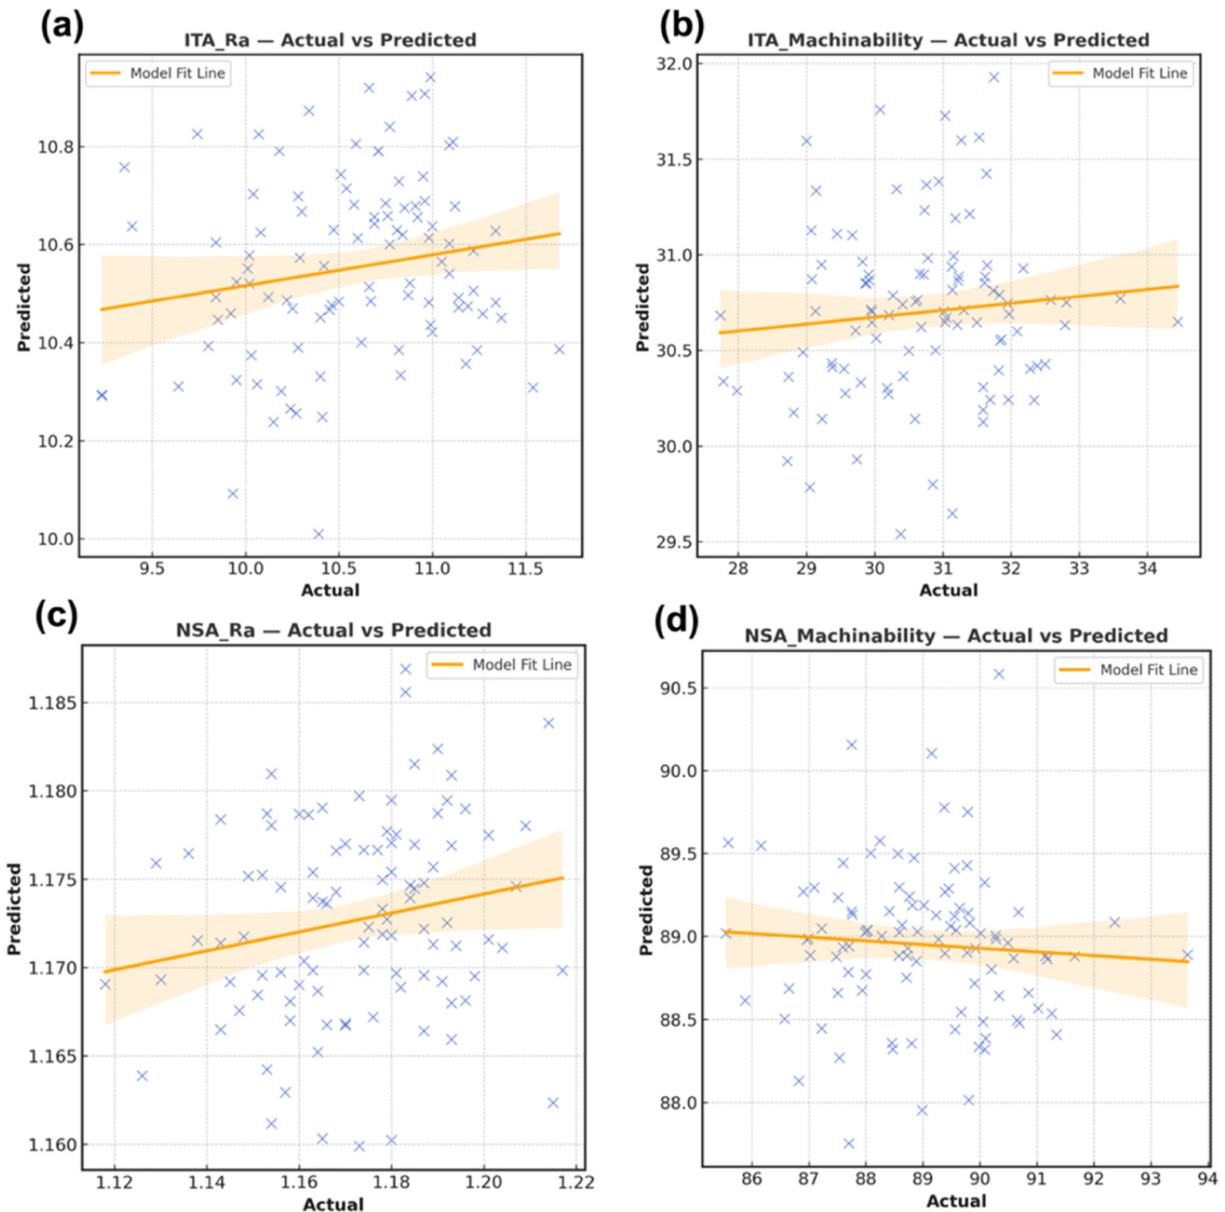 (a)
ITA_Ra — Actual vs Predicted
Model Fit Line
10.8
10.6
10.4
10.2
10.0
Predicted
9.5 10.0 10.5 11.0 11.5
Actual
(b)
ITA_Machinability — Actual vs Predicted
Model Fit Line
32.0
31.5
31.0
30.5
30.0
29.5
Predicted
28 29 30 31 32 33 34
Actual
(c)
NSA_Ra — Actual vs Predicted
Model Fit Line
1.185
1.180
1.175
1.170
1.165
1.160
Predicted
1.12 1.14 1.16 1.18 1.20 1.22
Actual
(d)
NSA_Machinability — Actual vs Predicted
Model Fit Line
90.5
90.0
89.5
89.0
88.5
88.0
Predicted
86 87 88 89 90 91 92 93 94
Actual